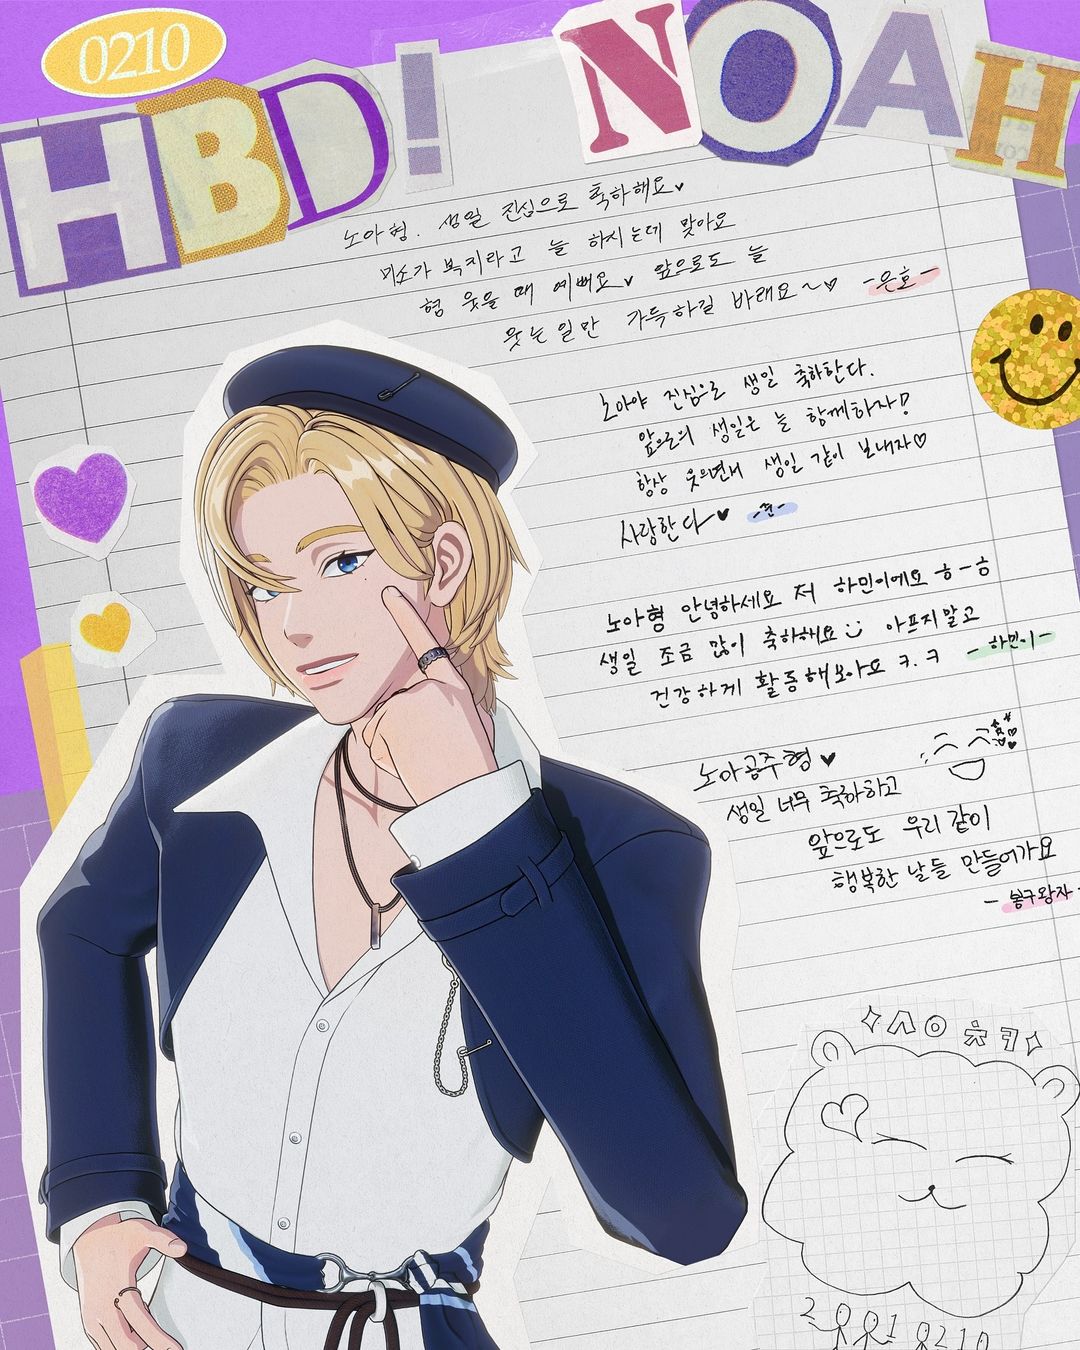 0210
HBD! NOAH
노아형. 생일 진심으로 축하해요♥
미소가 복지라고 늘 하시는데 맞아요
형 웃을 때 예뻐요♥ 앞으로도 늘
웃는 일만 가득하길 바래요~♡ -은호-
노아야 진심으로 생일 축하한다.
앞으로의 생일은 늘 함께하자!
항상 웃으면서 생일 같이 보내자♡
사랑한다♥ -준-
노아형 안녕하세요 저 하민이에요 ㅎ-ㅎ
생일 조금 많이 축하해요 아프지말고
건강하게 활동해보아요 ㅋ.ㅋ -하민이-
노아공주형♥
생일 너무 축하하고
앞으로도 우리 같이
행복한 날들 만들어가요
-봉구왕자-
ㅅㅇㅊㅋ
0210